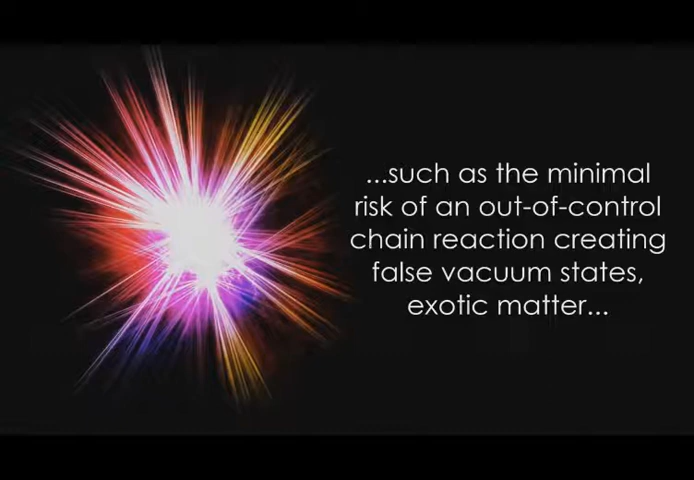 ...such as the minimal
risk of an out-of-control
chain reaction creating
false vacuum states,
exotic matter...